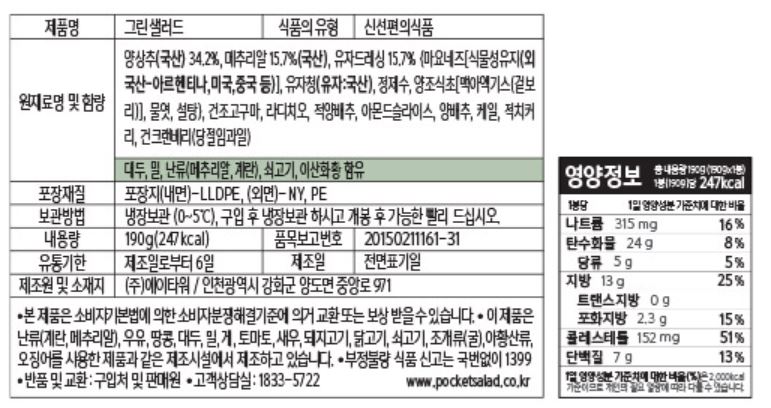 제품명 그린샐러드 식품의 유형 신선편의식품
원재료명 및 함량
양상추(국산) 34.2%, 메추리알 15.7%(국산), 유자드레싱 15.7% {마요네즈[식물성유지(외
국산-아르헨티나,미국,중국 등)], 유자청(유자:국산), 정제수, 양조식초[맥아엑기스(겉보
리)], 물엿, 설탕}, 건조고구마, 라디치오, 적양배추, 아몬드슬라이스, 양배추, 케일, 적치커
리, 건크랜베리(당절임과일)
대두, 밀, 난류(메추리알,계란), 쇠고기, 이산화황 함유
포장재질 포장지(내면)-LLDPE, (외면)-NY, PE
보관방법 냉장보관 (0~5℃), 구입 후 냉장보관 하시고 개봉 후 가능한 빨리 드십시오.
내용량 190g(247kcal) 품목보고번호 20150211161-31
유통기한 제조일로부터 6일 제조일 전면표기일
제조원 및 소재지 (주)에이타워 / 인천광역시 강화군 양도면 중앙로 971
•본 제품은 소비자기본법에 의한 소비자분쟁해결기준에 의거 교환 또는 보상 받을 수 있습니다. •이 제품은
난류(계란, 메추리알), 우유, 땅콩, 대두, 밀, 게, 토마토, 새우, 돼지고기, 닭고기, 쇠고기, 조개류(굴), 아황산류,
오징어를 사용한 제품과 같은 제조시설에서 제조하고 있습니다. •부정불량 식품 신고는 국번없이 1399
•반품 및 교환 : 구입처 및 판매원 •고객상담실 : 1833-5722 www.pocketsalad.co.kr
영양정보 총 내용량 190g (190g x 1봉)
1봉(190g)당 247kcal
1봉당 1일 영양성분 기준치에 대한 비율
나트륨 315 mg 16%
탄수화물 24 g 8%
당류 5 g 5%
지방 13 g 25%
트랜스지방 0 g
포화지방 2.3 g 15%
콜레스테롤 152 mg 51%
단백질 7 g 13%
1일 영양성분 기준치에 대한 비율(%)은 2,000kcal
기준이므로 개인의 필요 열량에 따라 다를 수 있습니다.